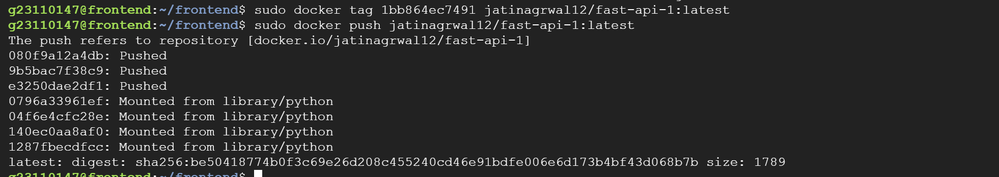 g23110147@frontend:~/frontend$ sudo docker tag 1bb864ec7491 jatinagrwal12/fast-api-1:latest
g23110147@frontend:~/frontend$ sudo docker push jatinagrwal12/fast-api-1:latest
The push refers to repository [docker.io/jatinagrwal12/fast-api-1]
080f9a12a4db: Pushed
9b5bac7f38c9: Pushed
e3250dae2df1: Pushed
0796a33961ef: Mounted from library/python
04f6e4cfc28e: Mounted from library/python
140ec0aa8af0: Mounted from library/python
1287fbecdfcc: Mounted from library/python
latest: digest: sha256:be50418774b0f3c69e26d208c455240cd46e91bdfe006e6d173b4bf43d068b7b size: 1789
g23110147@frontend:~/frontend$